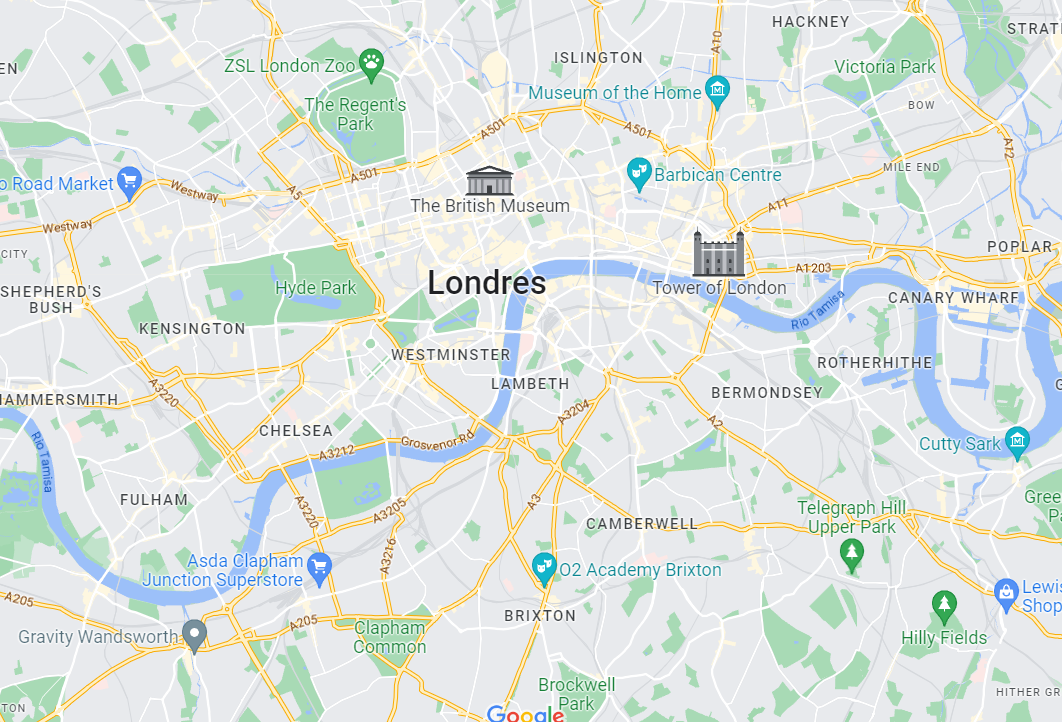 HACKNEY
STRAT
ISLINGTON
A10
EN
ZSL London Zoo
Victoria Park
Museum of the Home
The Regent's
Park
BOW
A501
A501
A12
A501
Barbican Centre
MILE END
o Road Market
Westway
A5
The British Museum
A11
Westway
CITY
POPLAR
A1203
Londres
Hyde Park
Tower of London
SHEPHERD'S
BUSH
CANARY WHARF
Rio Tamisa
KENSINGTON
WESTMINSTER
ROTHERHITHE
LAMBETH
G
A3220
BERMONDSEY
HAMMERSMITH
A3204
A2
CHELSEA
Grosvenor Rd
Cutty Sark
Rio Tamisa
A3212
FULHAM
A3220
A3205
A3
Telegraph Hill
Upper Park
Gree
Pa
CAMBERWELL
A3216
Asda Clapham
Junction Superstore
O2 Academy Brixton
Lewis
Shop
A205
BRIXTON
A205
Gravity Wandsworth
Clapham
Common
Hilly Fields
Brockwell
Park
HITHER GR
TON
Google